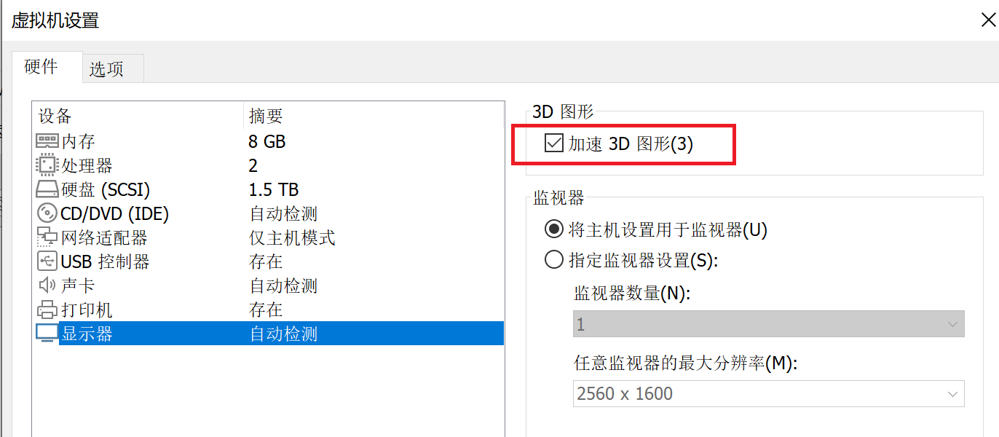 虚拟机设置
硬件 选项
设备 摘要
内存 8 GB
处理器 2
硬盘 (SCSI) 1.5 TB
CD/DVD (IDE) 自动检测
网络适配器 仅主机模式
USB 控制器 存在
声卡 自动检测
打印机 存在
显示器 自动检测
3D 图形
加速 3D 图形(3)
监视器
将主机设置用于监视器(U)
指定监视器设置(S):
监视器数量(N):
1
任意监视器的最大分辨率(M):
2560 x 1600